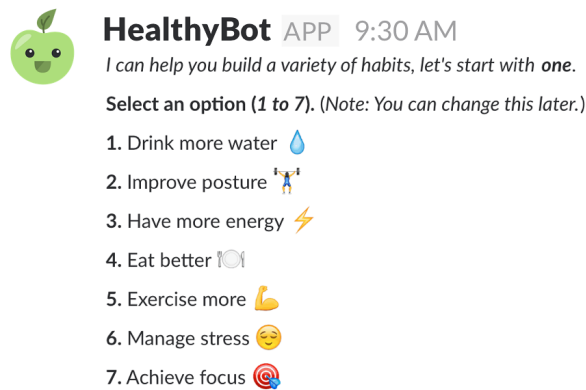 HealthyBot APP 9:30 AM
I can help you build a variety of habits, let's start with one.
Select an option (1 to 7). (Note: You can change this later.)
1. Drink more water 💧
2. Improve posture 🏋️
3. Have more energy ⚡
4. Eat better 🍽️
5. Exercise more 💪
6. Manage stress 😌
7. Achieve focus 🎯